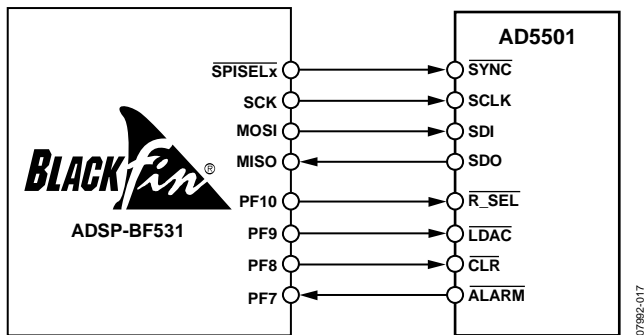 AD5501
SPISELx SYNC
SCK SCLK
MOSI SDI
MISO SDO
BLACKfin®
PF10 R_SEL
ADSP-BF531
PF9 LDAC
PF8 CLR
PF7 ALARM
07992-017